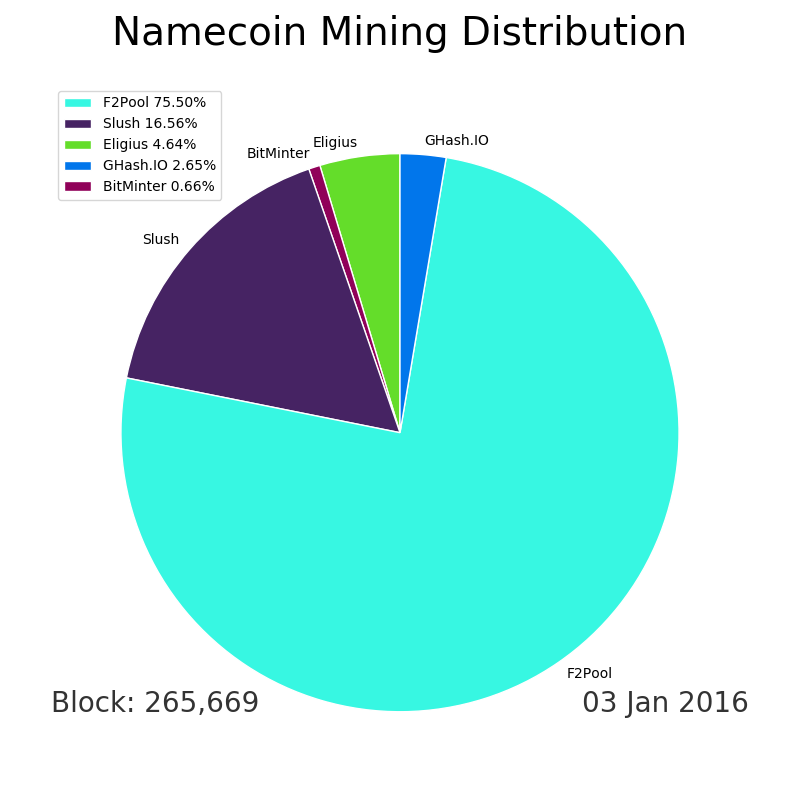 Namecoin Mining Distribution
F2Pool 75.50%
Slush 16.56%
Eligius 4.64%
GHash.IO 2.65%
BitMinter 0.66%
GHash.IO
Eligius
BitMinter
Slush
F2Pool
Block: 265,669
03 Jan 2016